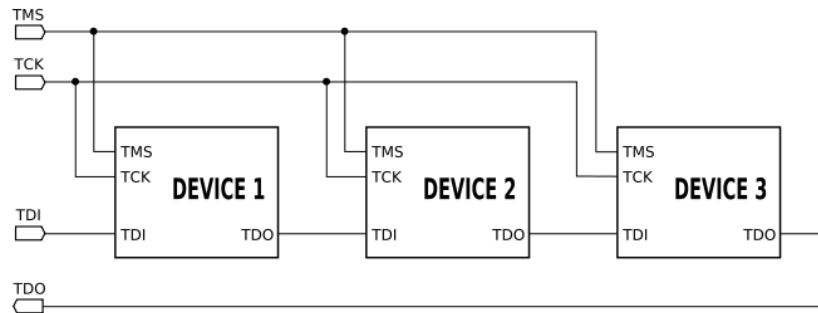 TMS
TCK
TMS
TCK
DEVICE 1
TDI
TDO
TMS
TCK
DEVICE 2
TDI
TDO
TMS
TCK
DEVICE 3
TDI
TDO
TDI
TDO